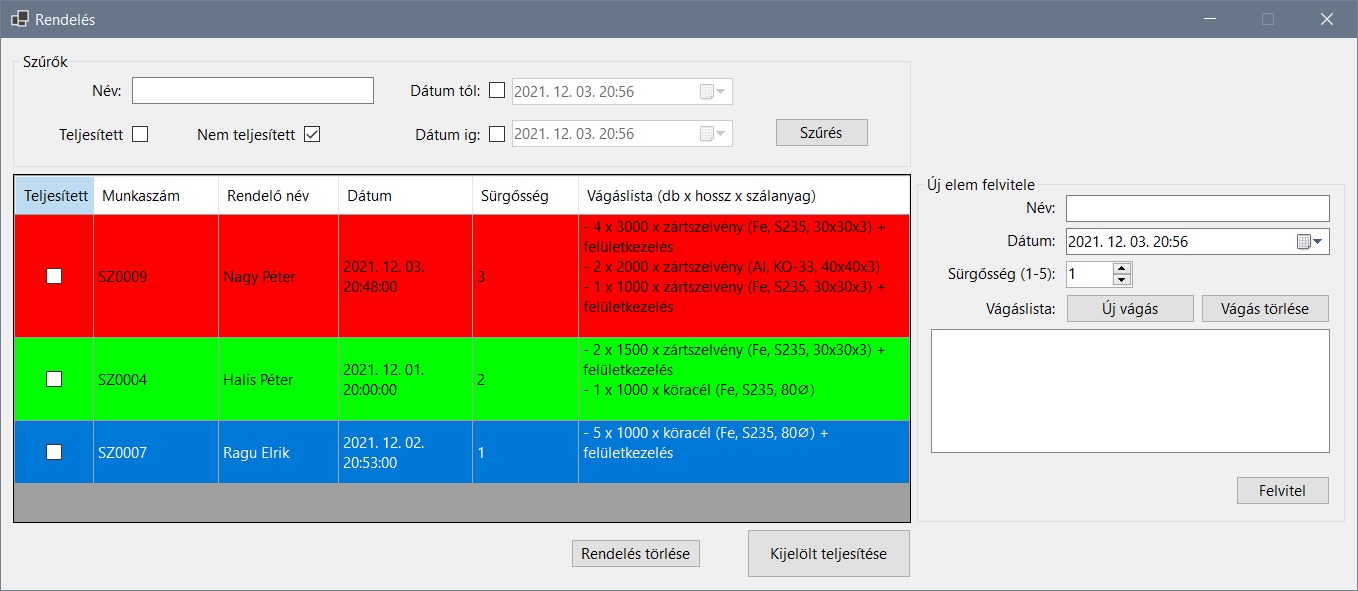 Rendelés
Szűrők
Név:
Dátum tól: 2021. 12. 03. 20:56
Teljesített
Nem teljesített
Dátum ig: 2021. 12. 03. 20:56
Szűrés
Teljesített Munkaszám Rendelő név Dátum Sürgősség Vágáslista (db x hossz x szálanyag)
SZ0009
Nagy Péter
2021. 12. 03.
20:48:00
3
- 4 x 3000 x zártszelvény (Fe, S235, 30x30x3) +
felületkezelés
- 2 x 2000 x zártszelvény (Al, KO-33, 40x40x3)
- 1 x 1000 x zártszelvény (Fe, S235, 30x30x3) +
felületkezelés
SZ0004
Halis Péter
2021. 12. 01.
20:00:00
2
- 2 x 1500 x zártszelvény (Fe, S235, 30x30x3) +
felületkezelés
- 1 x 1000 x köracél (Fe, S235, 80∅)
SZ0007
Ragu Elrik
2021. 12. 02.
20:53:00
1
- 5 x 1000 x köracél (Fe, S235, 80∅) +
felületkezelés
Rendelés törlése
Kijelölt teljesítése
Új elem felvitele
Név:
Dátum: 2021. 12. 03. 20:56
Sürgősség (1-5): 1
Vágáslista: Új vágás Vágás törlése
Felvitel